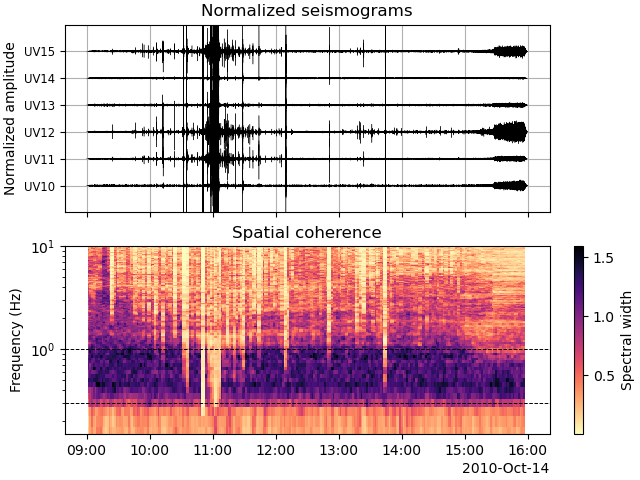 Normalized seismograms
Normalized amplitude
UV15
UV14
UV13
UV12
UV11
UV10
Spatial coherence
Frequency (Hz)
10¹
10⁰
09:00 10:00 11:00 12:00 13:00 14:00 15:00 16:00
2010-Oct-14
1.5
1.0
0.5
Spectral width